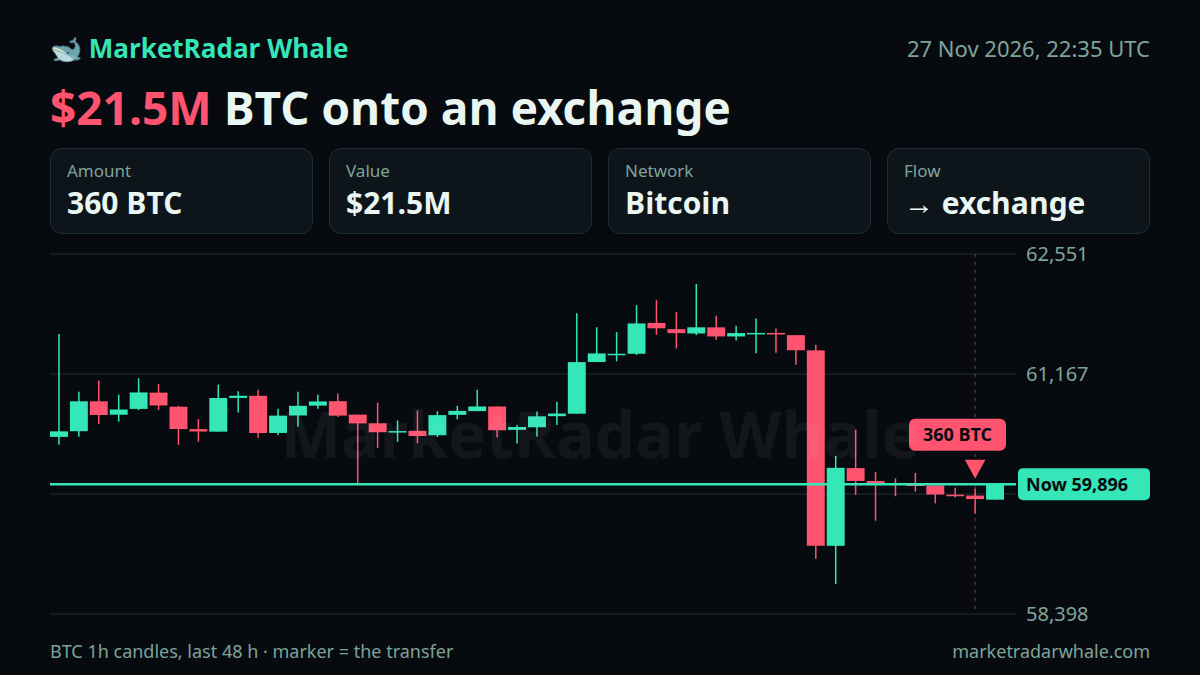 🐋 MarketRadar Whale
27 Nov 2026, 22:35 UTC
$21.5M BTC onto an exchange
Amount
360 BTC
Value
$21.5M
Network
Bitcoin
Flow
→ exchange
62,551
61,167
MarketRadar Whale
360 BTC
Now 59,896
58,398
BTC 1h candles, last 48 h · marker = the transfer
marketradarwhale.com